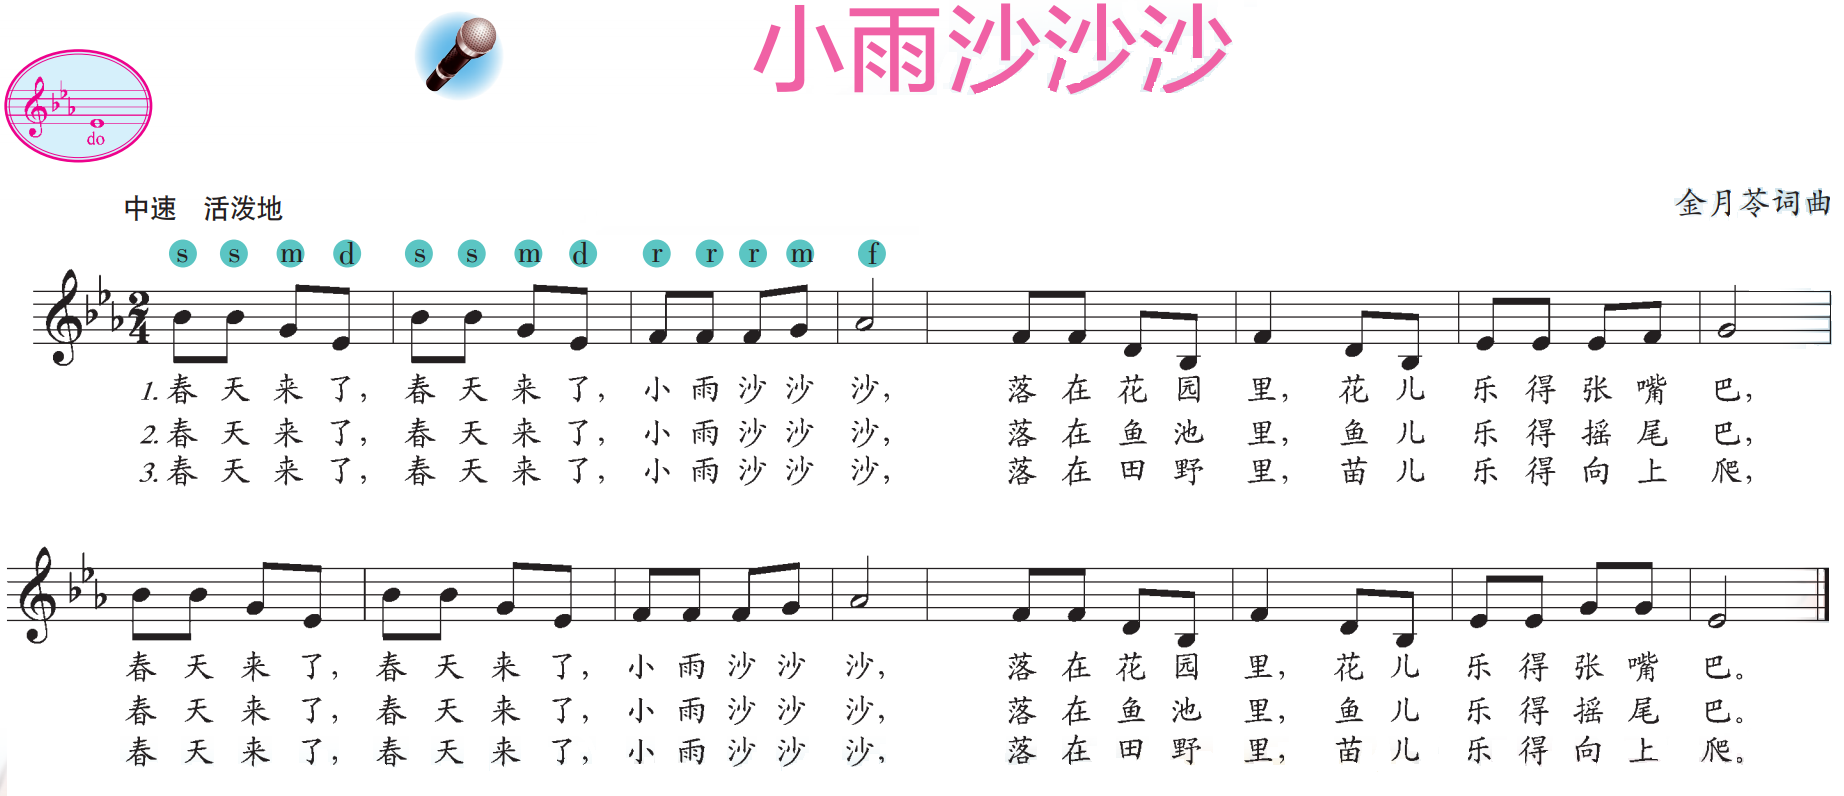 小雨沙沙沙
do
中速 活泼地
金月苓词曲
s s m d s s m d r r r m f
2
4
1. 春 天 来 了， 春 天 来 了， 小 雨 沙 沙 沙， 落 在 花 园 里， 花 儿 乐 得 张 嘴 巴，
2. 春 天 来 了， 春 天 来 了， 小 雨 沙 沙 沙， 落 在 鱼 池 里， 鱼 儿 乐 得 摇 尾 巴，
3. 春 天 来 了， 春 天 来 了， 小 雨 沙 沙 沙， 落 在 田 野 里， 苗 儿 乐 得 向 上 爬，
春 天 来 了， 春 天 来 了， 小 雨 沙 沙 沙， 落 在 花 园 里， 花 儿 乐 得 张 嘴 巴。
春 天 来 了， 春 天 来 了， 小 雨 沙 沙 沙， 落 在 鱼 池 里， 鱼 儿 乐 得 摇 尾 巴。
春 天 来 了， 春 天 来 了， 小 雨 沙 沙 沙， 落 在 田 野 里， 苗 儿 乐 得 向 上 爬。